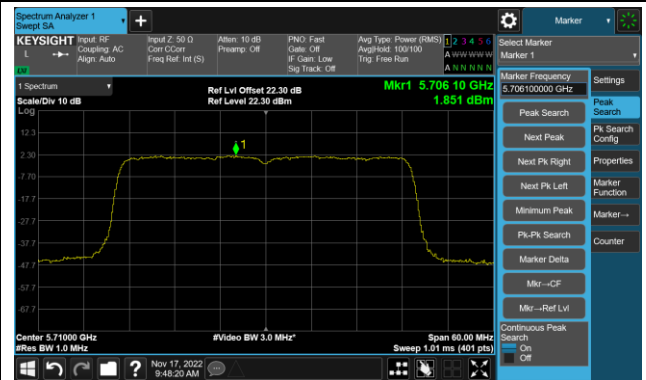 Spectrum Analyzer 1
Swept SA
Marker
KEYSIGHT
L
LXI
Input: RF
Coupling: AC
Align: Auto
Input Z: 50 Ω
Corr CCorr
Freq Ref: Int (S)
Atten: 10 dB
Preamp: Off
PNO: Fast
Gate: Off
IF Gain: Low
Sig Track: Off
Avg Type: Power (RMS)
Avg|Hold: 100/100
Trig: Free Run
1 2 3 4 5 6
A W W W W W
A N N N N N
Select Marker
Marker 1
1 Spectrum
Scale/Div 10 dB
Log
Ref Lvl Offset 22.30 dB
Ref Level 22.30 dBm
Mkr1 5.706 10 GHz
1.851 dBm
12.3
2.30
-7.70
-17.7
-27.7
-37.7
-47.7
-57.7
-67.7
1
Center 5.71000 GHz
#Res BW 1.0 MHz
#Video BW 3.0 MHz*
Span 60.00 MHz
Sweep 1.01 ms (401 pts)
Marker Frequency
5.706100000 GHz
Peak Search
Next Peak
Next Pk Right
Next Pk Left
Minimum Peak
Pk-Pk Search
Marker Delta
Mkr→CF
Mkr→Ref Lvl
Continuous Peak
Search
On
Off
Settings
Peak
Search
Pk Search
Config
Properties
Marker
Function
Marker→
Counter
?
Nov 17, 2022
9:48:20 AM